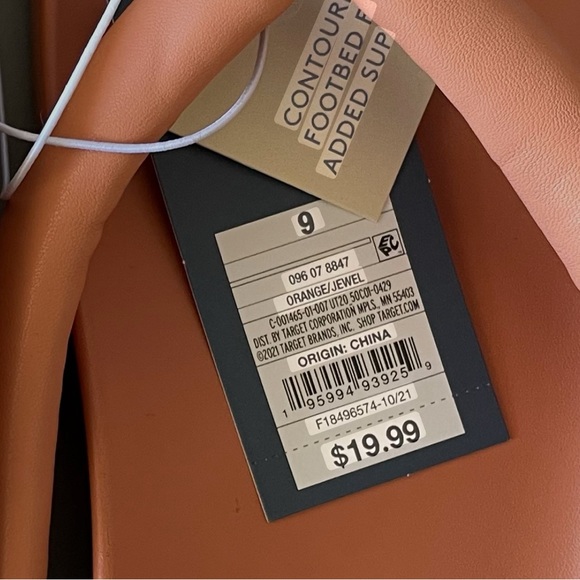 CONTOUR
FOOTBED F
ADDED SUP
9
096 07 8847
ORANGE/JEWEL
C-001465-01-007 UT20 50C01-0429
DIST. BY TARGET CORPORATION MPLS., MN 55403
©2021 TARGET BRANDS, INC. SHOP TARGET.COM
ORIGIN: CHINA
1 95994 93925 9
F18496574-10/21
$19.99